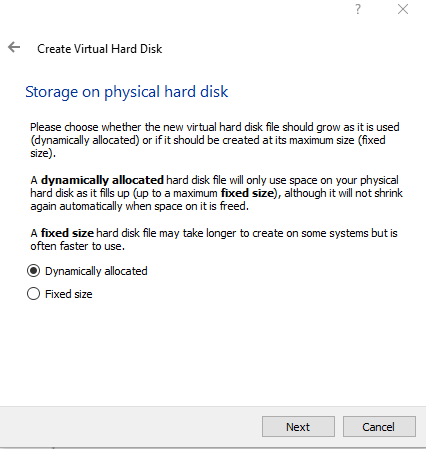 ?
Create Virtual Hard Disk
Storage on physical hard disk
Please choose whether the new virtual hard disk file should grow as it is used
(dynamically allocated) or if it should be created at its maximum size (fixed
size).
A dynamically allocated hard disk file will only use space on your physical
hard disk as it fills up (up to a maximum fixed size), although it will not shrink
again automatically when space on it is freed.
A fixed size hard disk file may take longer to create on some systems but is
often faster to use.
Dynamically allocated
Fixed size
Next Cancel